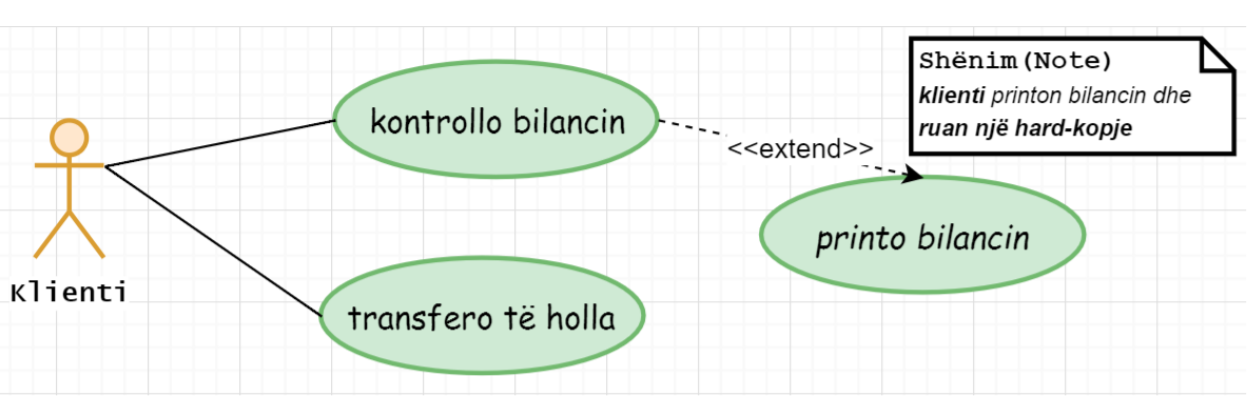 Shënim(Note)
klienti printon bilancin dhe
ruan një hard-kopje
kontrollo bilancin
<<extend>>
printo bilancin
Klienti
transfero të holla